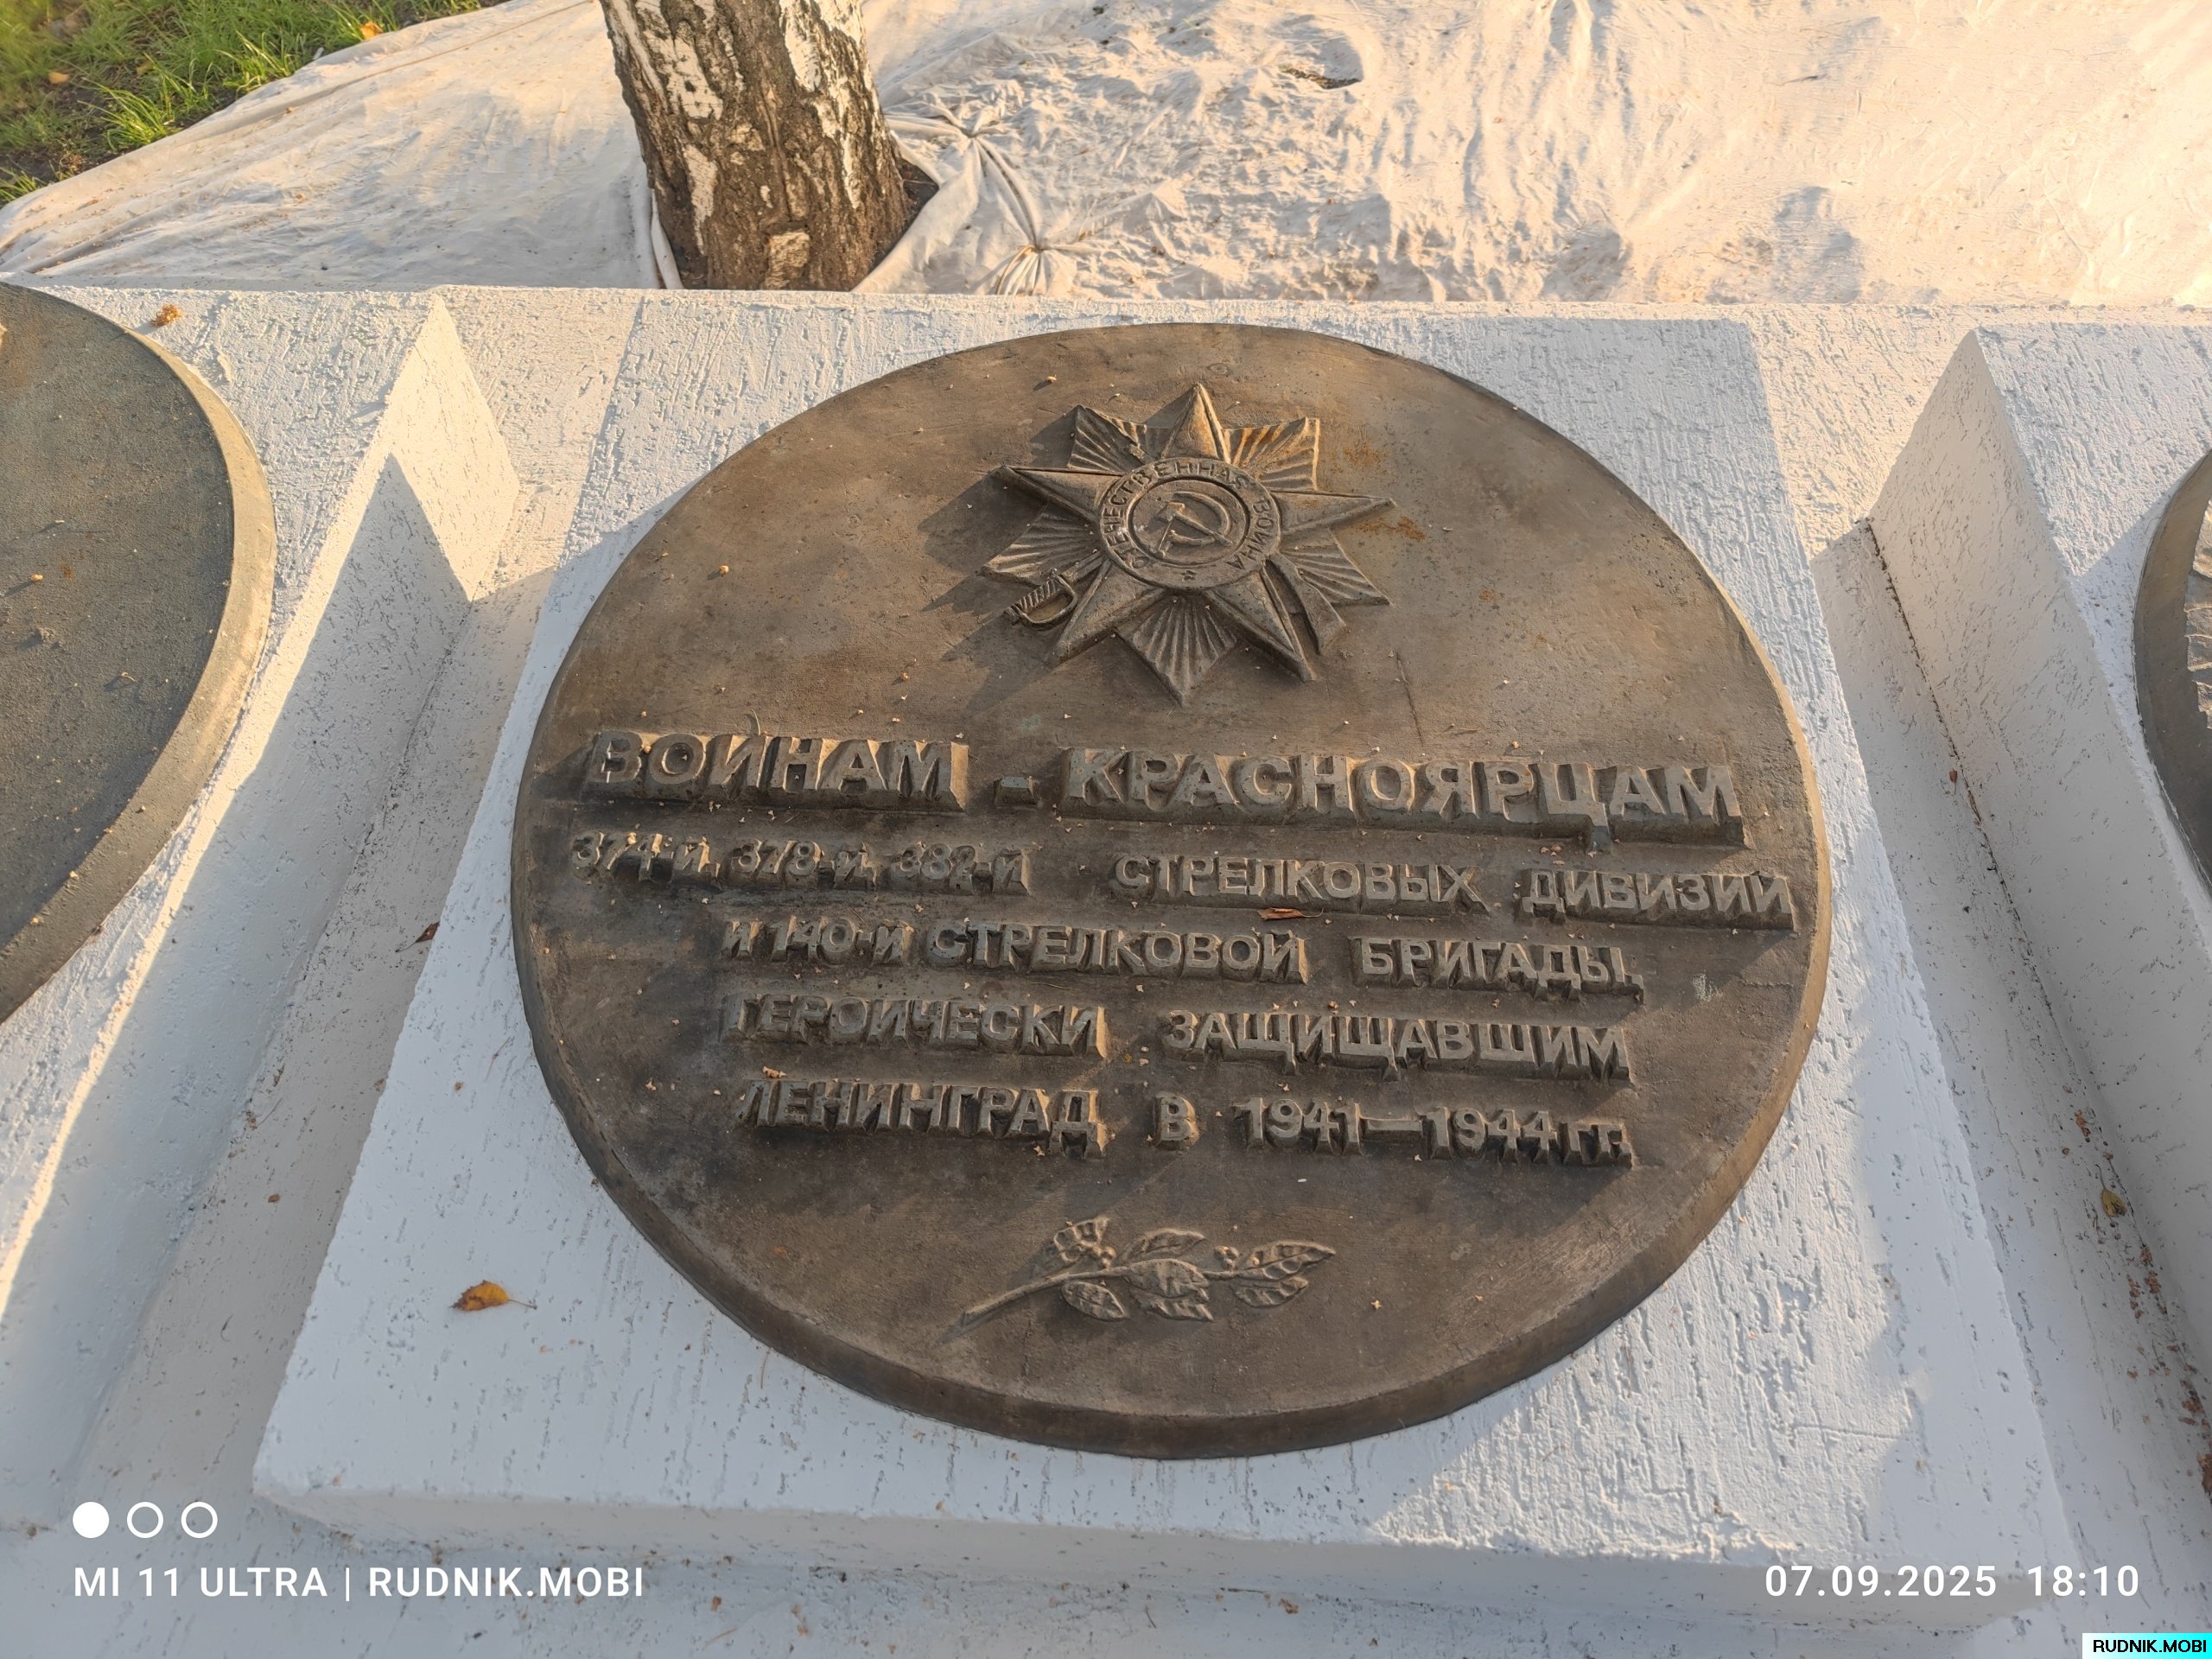 ОТЕЧЕСТВЕННАЯ ВОЙНА
ВОИНАМ - КРАСНОЯРЦАМ
374-й, 378-й, 382-й СТРЕЛКОВЫХ ДИВИЗИЙ
и 140-й СТРЕЛКОВОЙ БРИГАДЫ,
ГЕРОИЧЕСКИ ЗАЩИЩАВШИМ
ЛЕНИНГРАД В 1941—1944 гг.
MI 11 ULTRA | RUDNIK.MOBI
07.09.2025 18:10
RUDNIK.MOBI